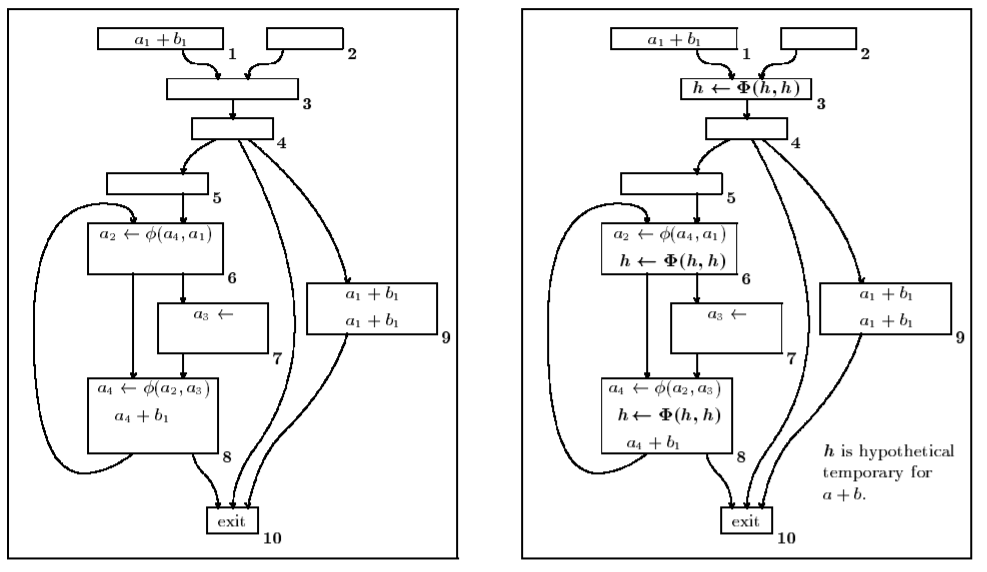 a₁ + b₁
1
2
3
4
5
a₂ ← ϕ(a₄, a₁)
6
a₃ ←
7
a₄ ← ϕ(a₂, a₃)
a₄ + b₁
8
a₁ + b₁
a₁ + b₁
9
exit
10
a₁ + b₁
1
2
h ← Φ(h, h)
3
4
5
a₂ ← ϕ(a₄, a₁)
h ← Φ(h, h)
6
a₃ ←
7
a₄ ← ϕ(a₂, a₃)
h ← Φ(h, h)
a₄ + b₁
8
a₁ + b₁
a₁ + b₁
9
h is hypothetical
temporary for
a + b.
exit
10